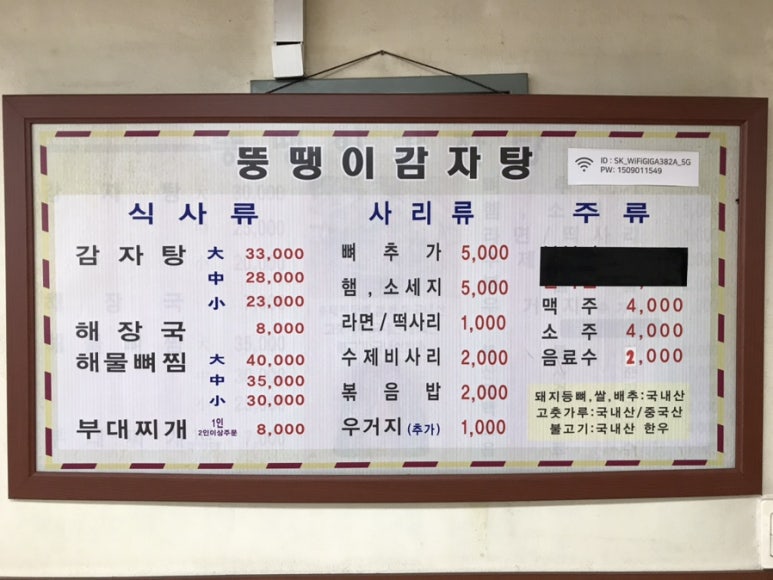 뚱땡이감자탕
ID : SK_WiFiGIGA382A_5G
PW: 1509011549
식사류
감자탕 大 33,000
中 28,000
小 23,000
해장국 8,000
해물뼈찜 大 40,000
中 35,000
小 30,000
부대찌개 1인 2인이상주문 8,000
사리류
뼈추가 5,000
햄,소세지 5,000
라면/떡사리 1,000
수제비사리 2,000
볶음밥 2,000
우거지(추가) 1,000
주류
맥주 4,000
소주 4,000
음료수 2,000
돼지등뼈,쌀,배추:국내산
고춧가루:국내산/중국산
불고기:국내산 한우